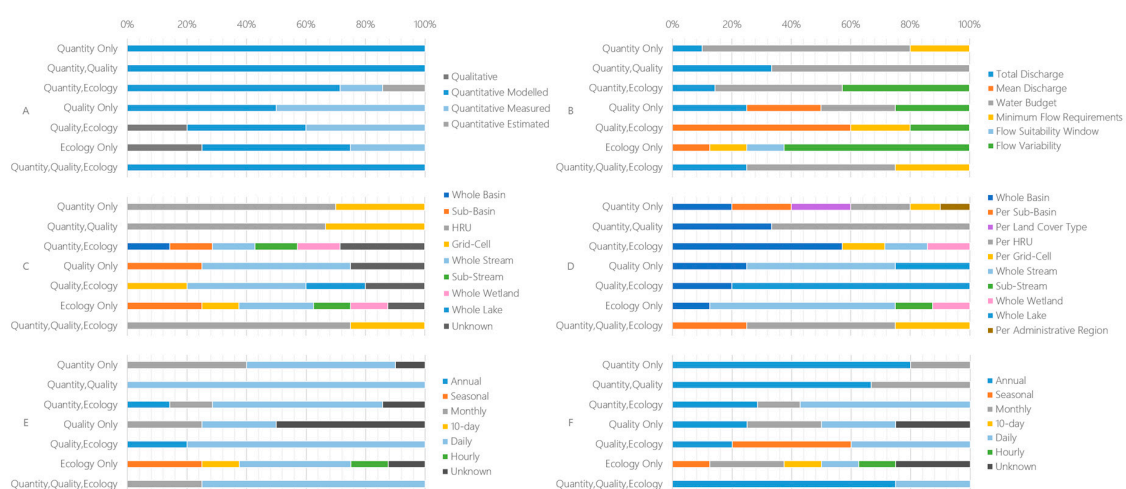 0% 20% 40% 60% 80% 100%
A
Quantity Only
Quantity,Quality
Quantity,Ecology
Quality Only
Quality,Ecology
Ecology Only
Quantity,Quality,Ecology
Qualitative
Quantitative Modelled
Quantitative Measured
Quantitative Estimated
0% 20% 40% 60% 80% 100%
B
Quantity Only
Quantity,Quality
Quantity,Ecology
Quality Only
Quality,Ecology
Ecology Only
Quantity,Quality,Ecology
Total Discharge
Mean Discharge
Water Budget
Minimum Flow Requirements
Flow Suitability Window
Flow Variability
C
Quantity Only
Quantity,Quality
Quantity,Ecology
Quality Only
Quality,Ecology
Ecology Only
Quantity,Quality,Ecology
Whole Basin
Sub-Basin
HRU
Grid-Cell
Whole Stream
Sub-Stream
Whole Wetland
Whole Lake
Unknown
D
Quantity Only
Quantity,Quality
Quantity,Ecology
Quality Only
Quality,Ecology
Ecology Only
Quantity,Quality,Ecology
Whole Basin
Per Sub-Basin
Per Land Cover Type
Per HRU
Per Grid-Cell
Whole Stream
Sub-Stream
Whole Wetland
Whole Lake
Per Administrative Region
E
Quantity Only
Quantity,Quality
Quantity,Ecology
Quality Only
Quality,Ecology
Ecology Only
Quantity,Quality,Ecology
Annual
Seasonal
Monthly
10-day
Daily
Hourly
Unknown
F
Quantity Only
Quantity,Quality
Quantity,Ecology
Quality Only
Quality,Ecology
Ecology Only
Quantity,Quality,Ecology
Annual
Seasonal
Monthly
10-day
Daily
Hourly
Unknown